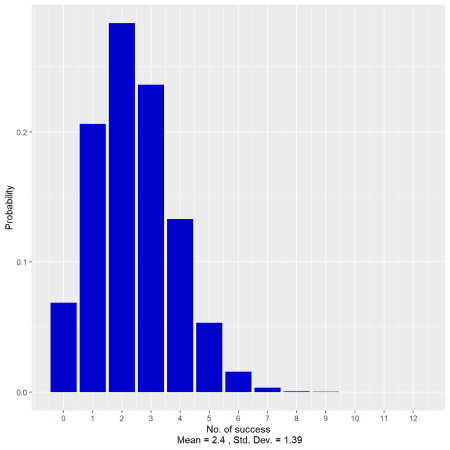 0.2
0.1
0.0
Probability
0 1 2 3 4 5 6 7 8 9 10 11 12
No. of success
Mean = 2.4 , Std. Dev. = 1.39